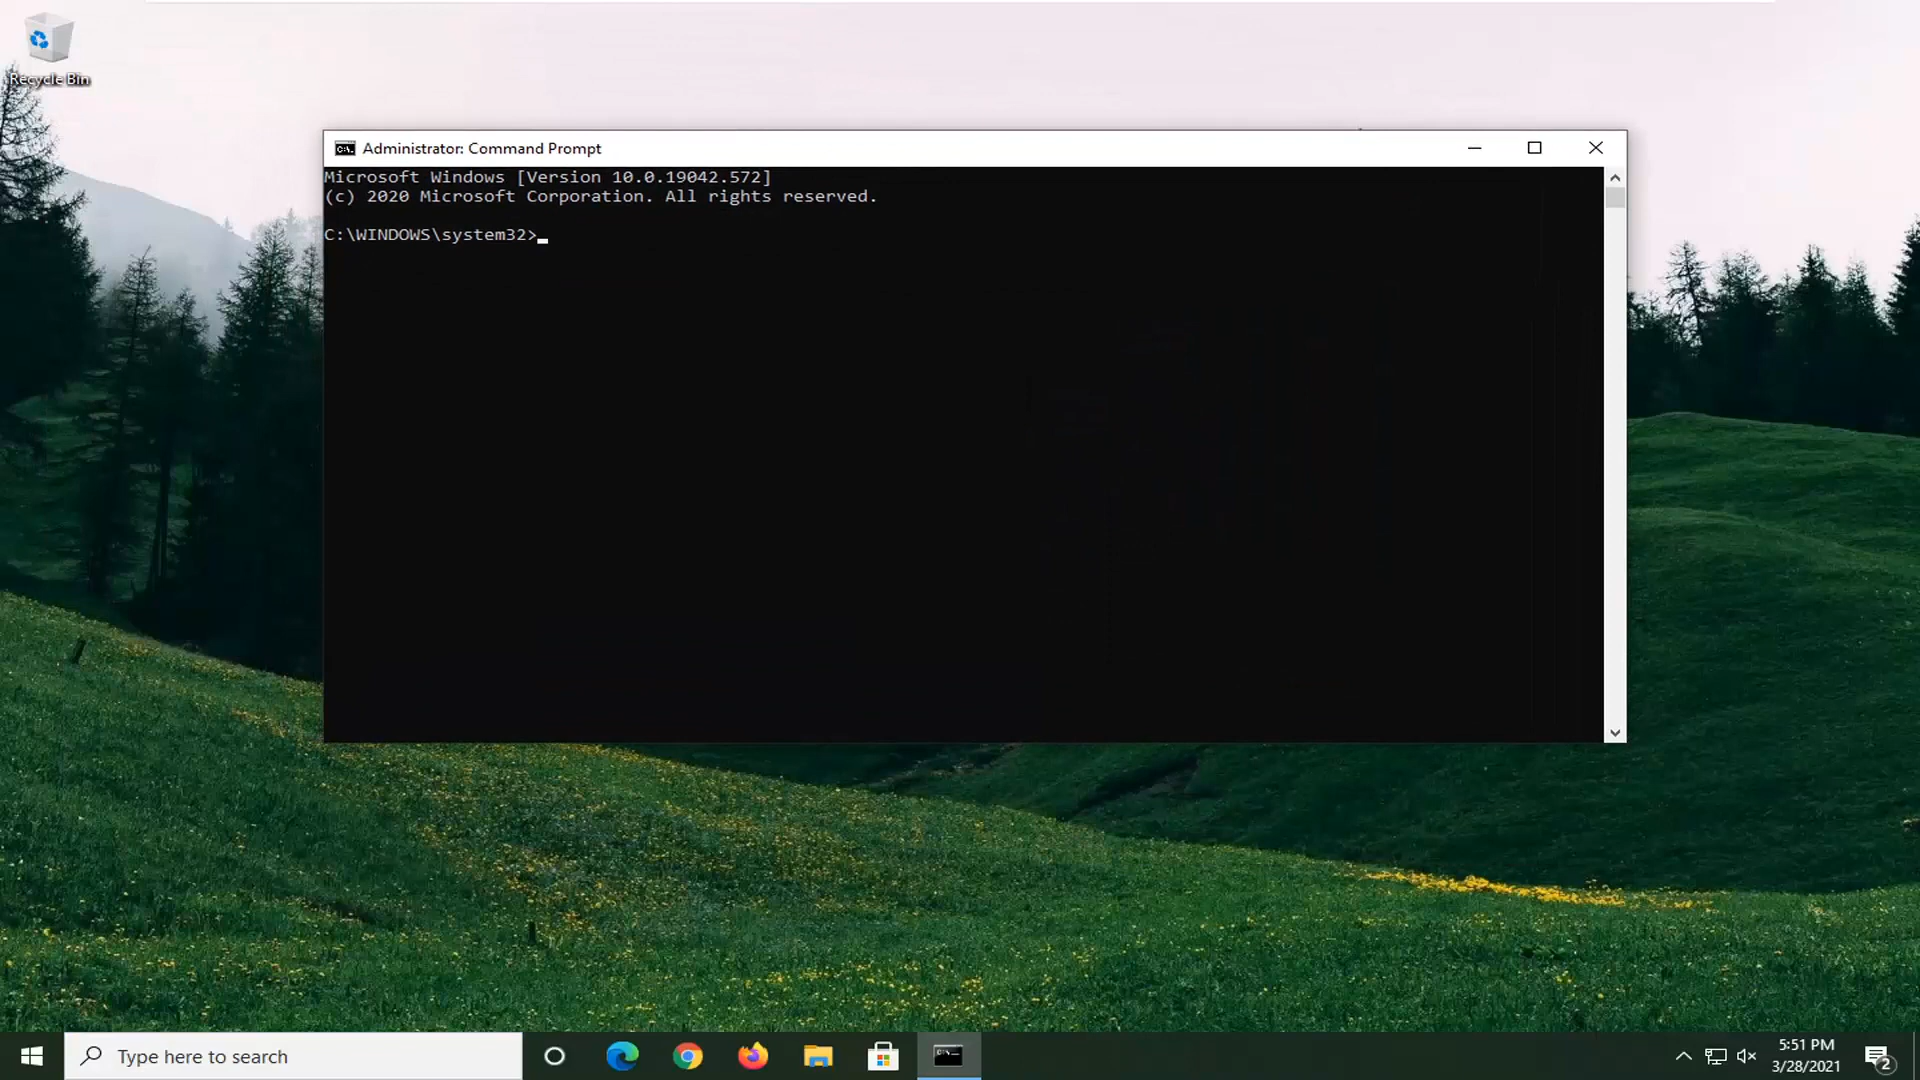 Recycle Bin
Administrator: Command Prompt
Microsoft Windows [Version 10.0.19042.572]
(c) 2020 Microsoft Corporation. All rights reserved.
C:\WINDOWS\system32>
Type here to search
5:51 PM
3/28/2021
2